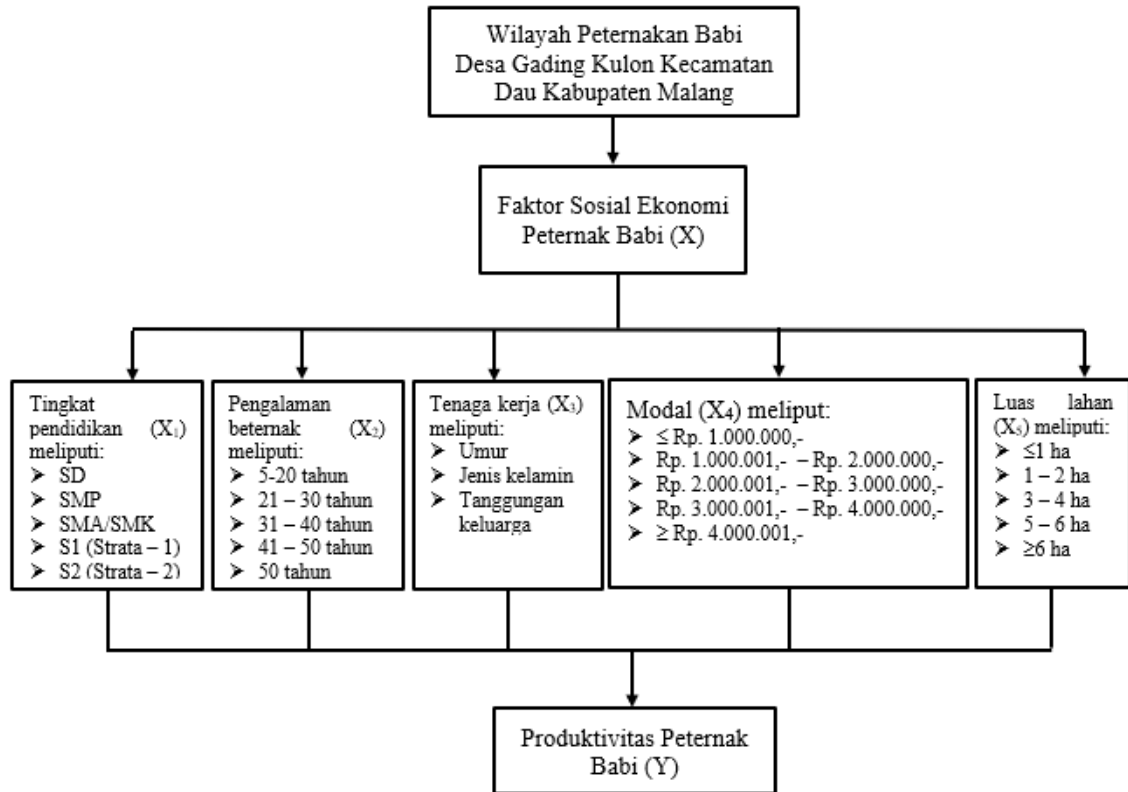 Wilayah Peternakan Babi
Desa Gading Kulon Kecamatan
Dau Kabupaten Malang
Faktor Sosial Ekonomi
Peternak Babi (X)
Tingkat
pendidikan (X₁)
meliputi:
➤ SD
➤ SMP
➤ SMA/SMK
➤ S1 (Strata – 1)
➤ S2 (Strata – 2)
Pengalaman
beternak (X₂)
meliputi:
➤ 5-20 tahun
➤ 21 – 30 tahun
➤ 31 – 40 tahun
➤ 41 – 50 tahun
➤ 50 tahun
Tenaga kerja (X₃)
meliputi:
➤ Umur
➤ Jenis kelamin
➤ Tanggungan
keluarga
Modal (X₄) meliput:
➤ ≤ Rp. 1.000.000,-
➤ Rp. 1.000.001,- – Rp. 2.000.000,-
➤ Rp. 2.000.001,- – Rp. 3.000.000,-
➤ Rp. 3.000.001,- – Rp. 4.000.000,-
➤ ≥ Rp. 4.000.001,-
Luas lahan
(X₅) meliputi:
➤ ≤1 ha
➤ 1 – 2 ha
➤ 3 – 4 ha
➤ 5 – 6 ha
➤ ≥6 ha
Produktivitas Peternak
Babi (Y)